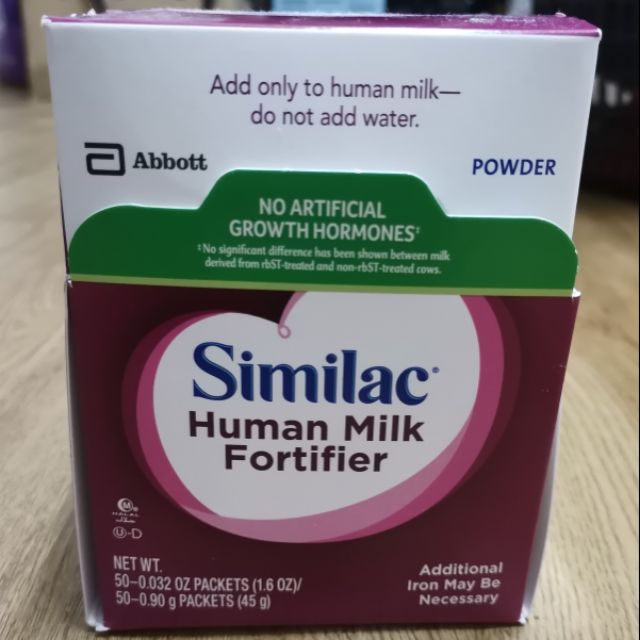 Add only to human milk—
do not add water.
Abbott
POWDER
NO ARTIFICIAL
GROWTH HORMONES‡
‡No significant difference has been shown between milk
derived from rbST-treated and non-rbST-treated cows.
Similac®
Human Milk
Fortifier
M
HALAL
حلال
U-D
NET WT.
50–0.032 OZ PACKETS (1.6 OZ)/
50–0.90 g PACKETS (45 g)
Additional
Iron May Be
Necessary